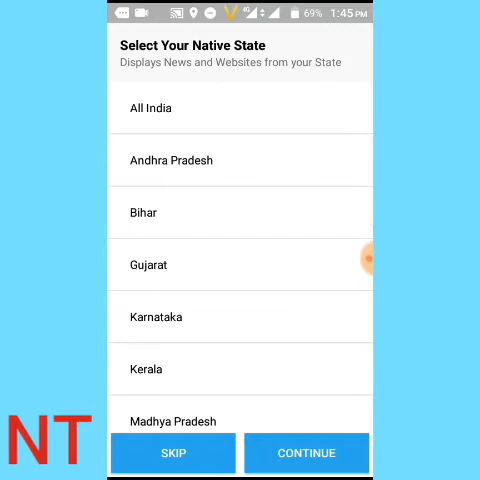 4G 69% 1:45 PM
Select Your Native State
Displays News and Websites from your State
All India
Andhra Pradesh
Bihar
Gujarat
Karnataka
Kerala
Madhya Pradesh
NT
SKIP CONTINUE